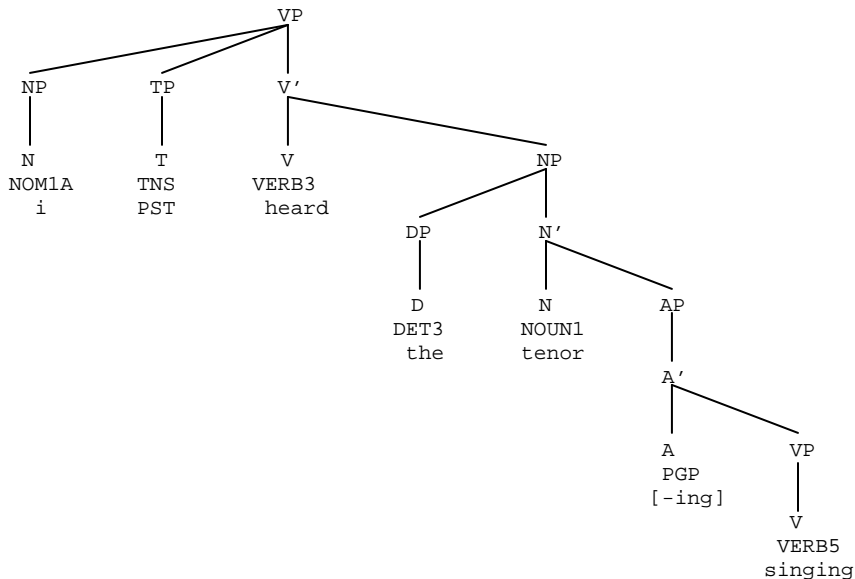 VP
NP TP V'
N T V NP
NOM1A TNS VERB3
i PST heard
DP N'
D N AP
DET3 NOUN1
the tenor
A'
A VP
PGP
[-ing]
V
VERB5
singing